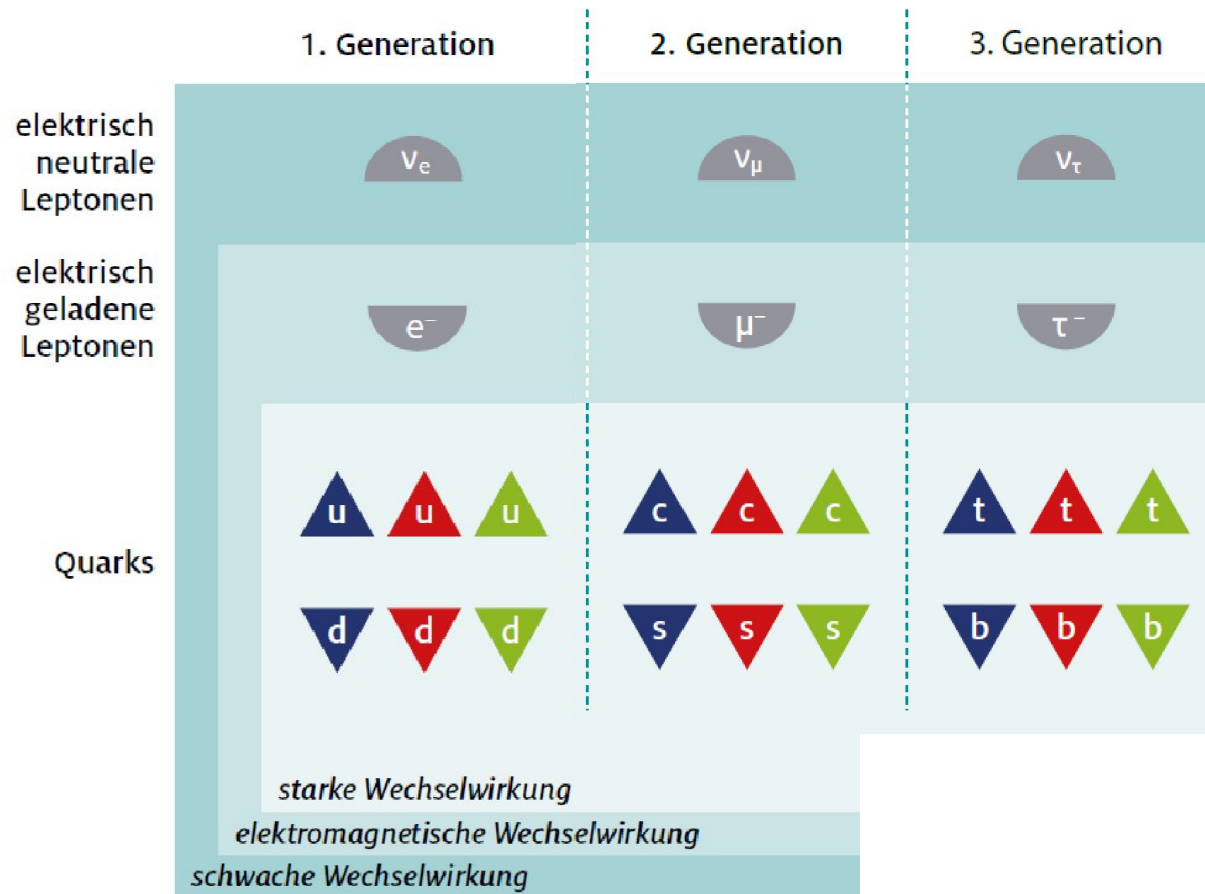 1. Generation 2. Generation 3. Generation
elektrisch
neutrale
Leptonen
νe νμ ντ
elektrisch
geladene
Leptonen
e⁻ μ⁻ τ⁻
u u u c c c t t t
Quarks
d d d s s s b b b
starke Wechselwirkung
elektromagnetische Wechselwirkung
schwache Wechselwirkung